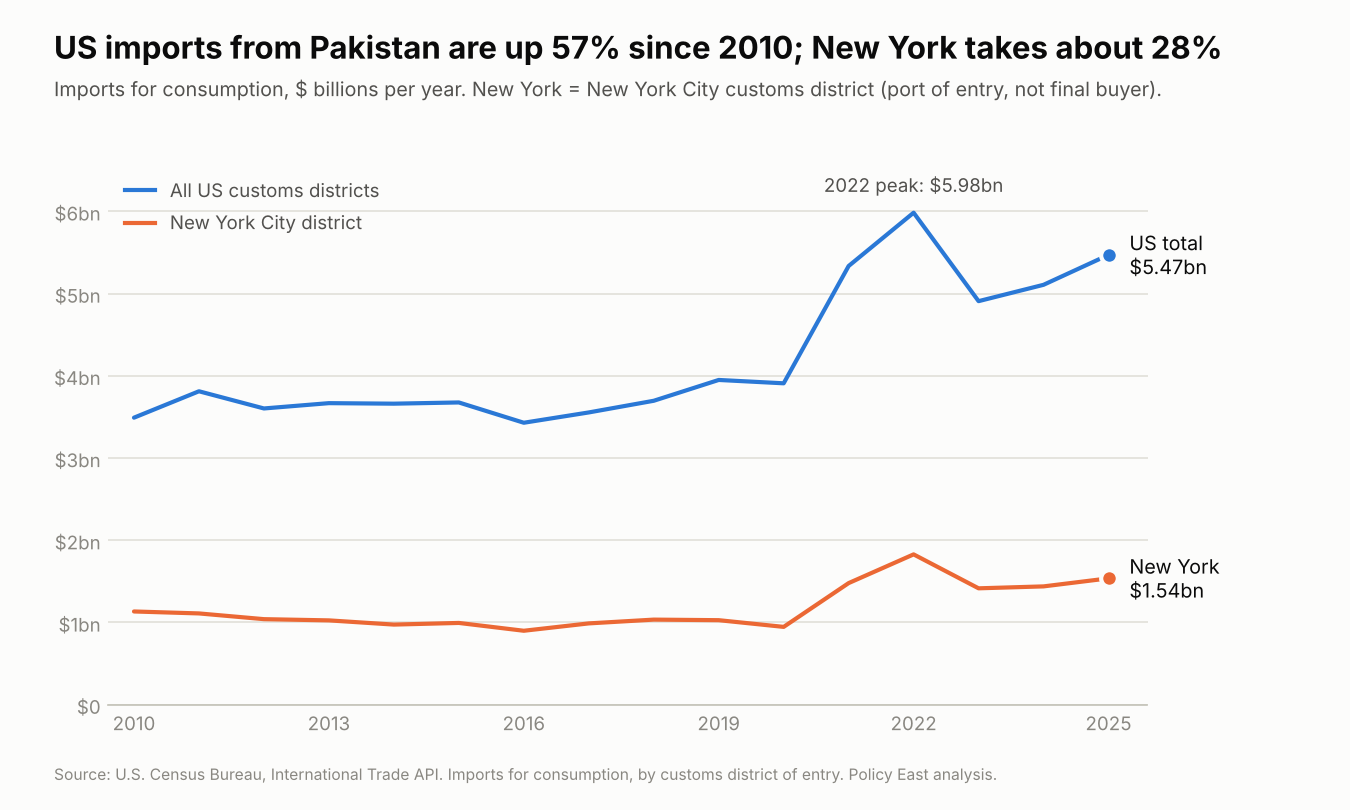 US imports from Pakistan are up 57% since 2010; New York takes about 28%
Imports for consumption, $ billions per year. New York = New York City customs district (port of entry, not final buyer).
All US customs districts
New York City district
2022 peak: $5.98bn
$6bn
US total
$5.47bn
$5bn
$4bn
$3bn
$2bn
New York
$1.54bn
$1bn
$0
2010 2013 2016 2019 2022 2025
Source: U.S. Census Bureau, International Trade API. Imports for consumption, by customs district of entry. Policy East analysis.